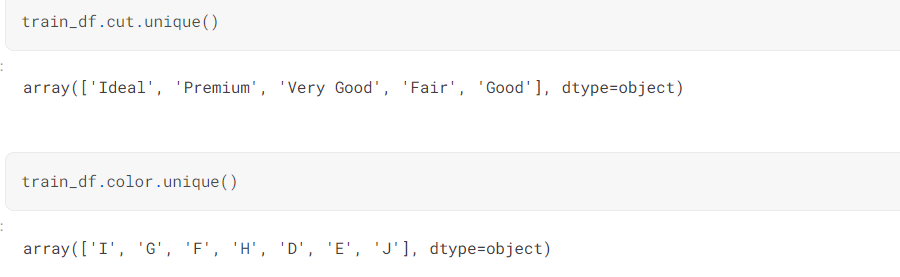 train_df.cut.unique()
:
array(['Ideal', 'Premium', 'Very Good', 'Fair', 'Good'], dtype=object)
train_df.color.unique()
:
array(['I', 'G', 'F', 'H', 'D', 'E', 'J'], dtype=object)